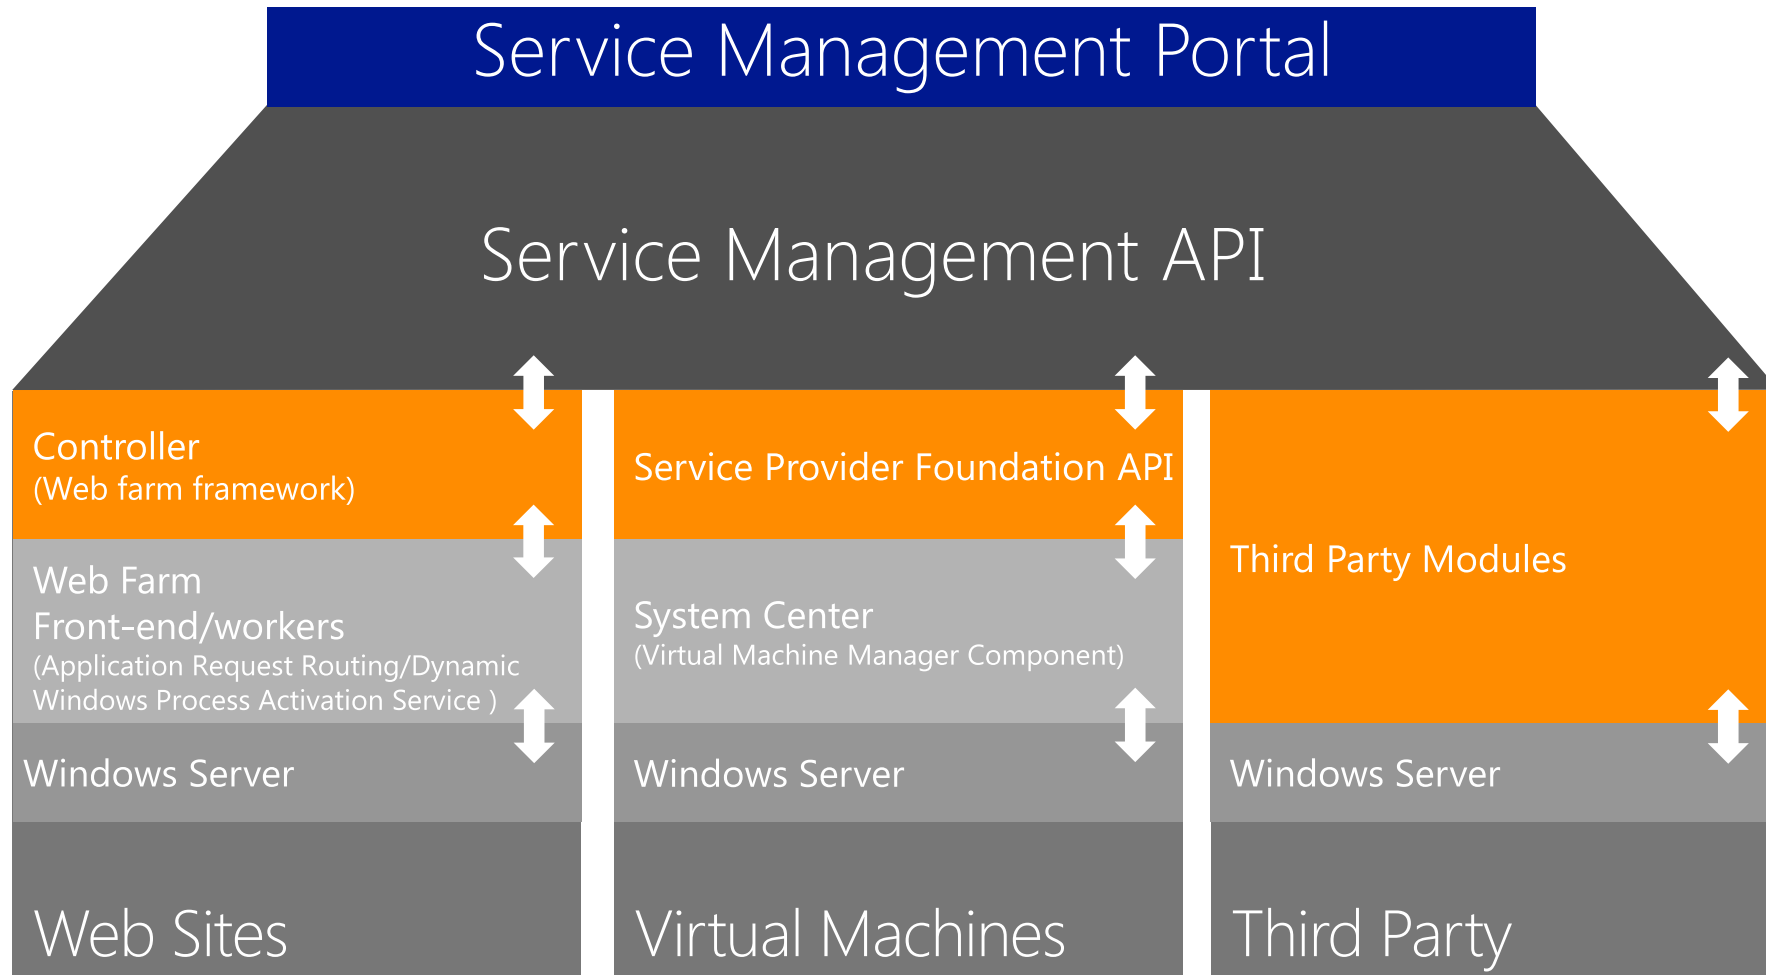 Service Management Portal
Service Management API
Controller
(Web farm framework)
Web Farm
Front-end/workers
(Application Request Routing/Dynamic
Windows Process Activation Service )
Windows Server
Web Sites
Service Provider Foundation API
System Center
(Virtual Machine Manager Component)
Windows Server
Virtual Machines
Third Party Modules
Windows Server
Third Party